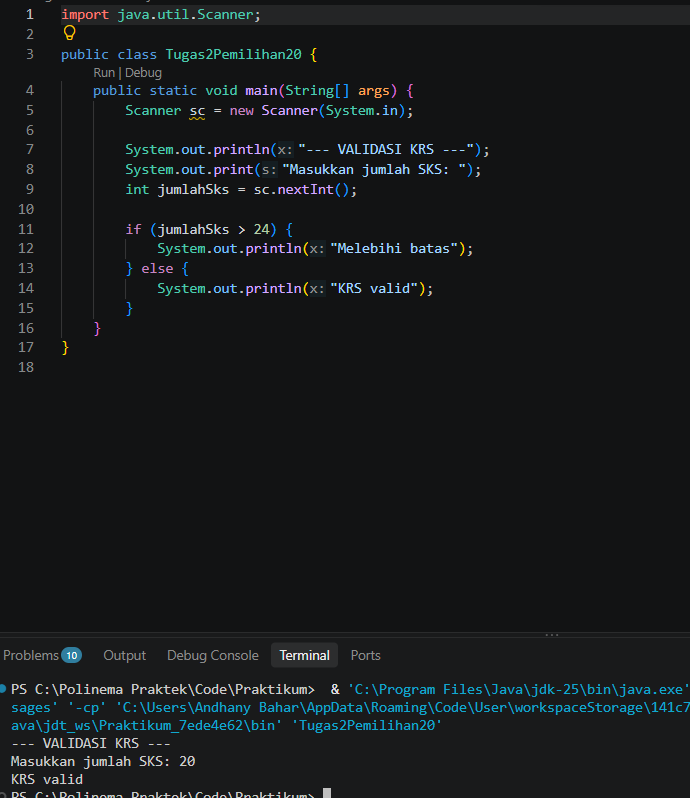 1 import java.util.Scanner;
2
3 public class Tugas2Pemilihan20 {
Run | Debug
4 public static void main(String[] args) {
5 Scanner sc = new Scanner(System.in);
6
7 System.out.println(x: "--- VALIDASI KRS ---");
8 System.out.print(s: "Masukkan jumlah SKS: ");
9 int jumlahSks = sc.nextInt();
10
11 if (jumlahSks > 24) {
12 System.out.println(x: "Melebihi batas");
13 } else {
14 System.out.println(x: "KRS valid");
15 }
16 }
17 }
18
Problems 10 Output Debug Console Terminal Ports
PS C:\Polinema Praktek\Code\Praktikum> & 'C:\Program Files\Java\jdk-25\bin\java.exe'
sages' '-cp' 'C:\Users\Andhany Bahar\AppData\Roaming\Code\User\workspaceStorage\141c7
ava\jdt_ws\Praktikum_7ede4e62\bin' 'Tugas2Pemilihan20'
--- VALIDASI KRS ---
Masukkan jumlah SKS: 20
KRS valid
PS C:\Polinema Praktek\Code\Praktikum>